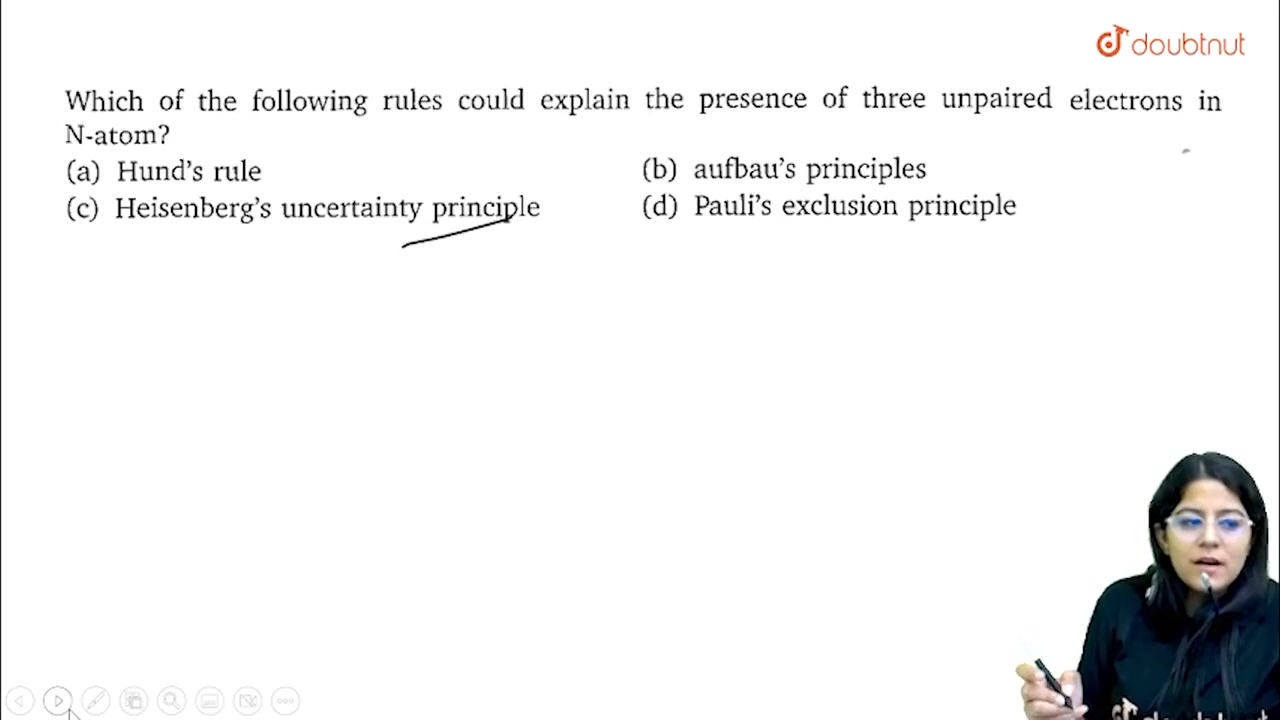 doubtnut
Which of the following rules could explain the presence of three unpaired electrons in
N-atom?
(a) Hund's rule
(b) aufbau's principles
(c) Heisenberg's uncertainty principle
(d) Pauli's exclusion principle